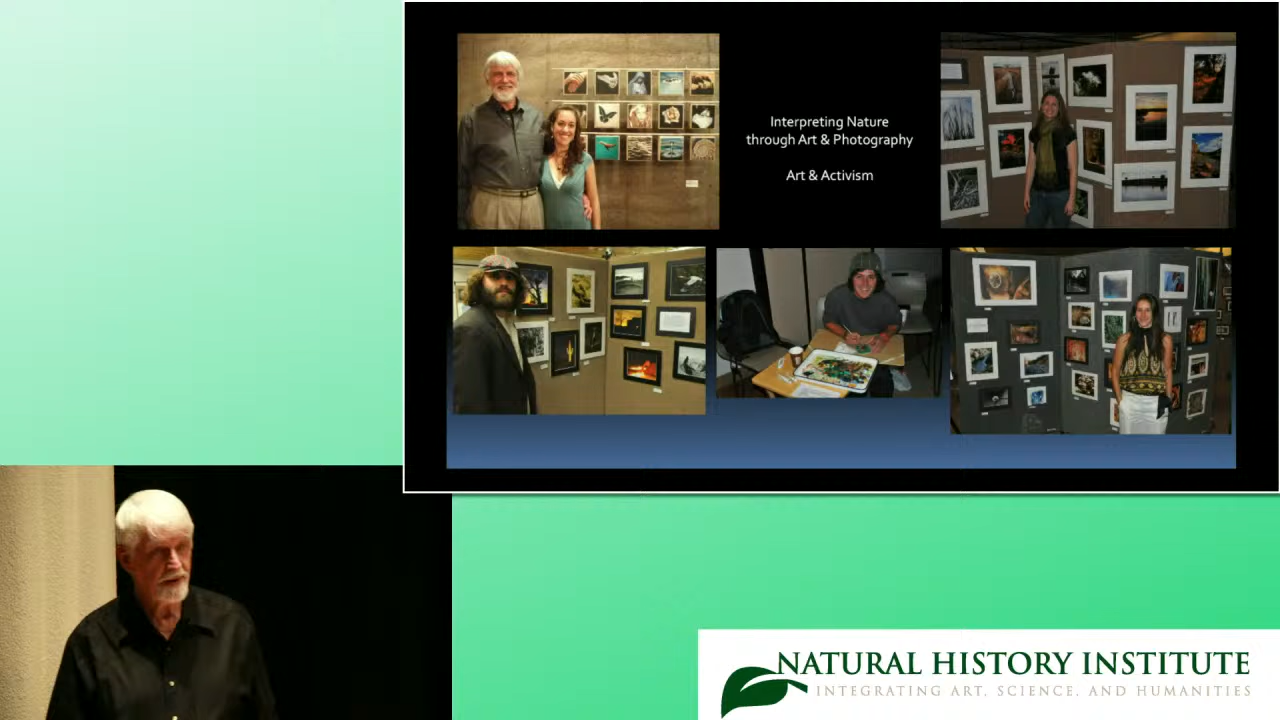 Interpreting Nature
through Art & Photography
Art & Activism
NATURAL HISTORY INSTITUTE
INTEGRATING ART, SCIENCE, AND HUMANITIES